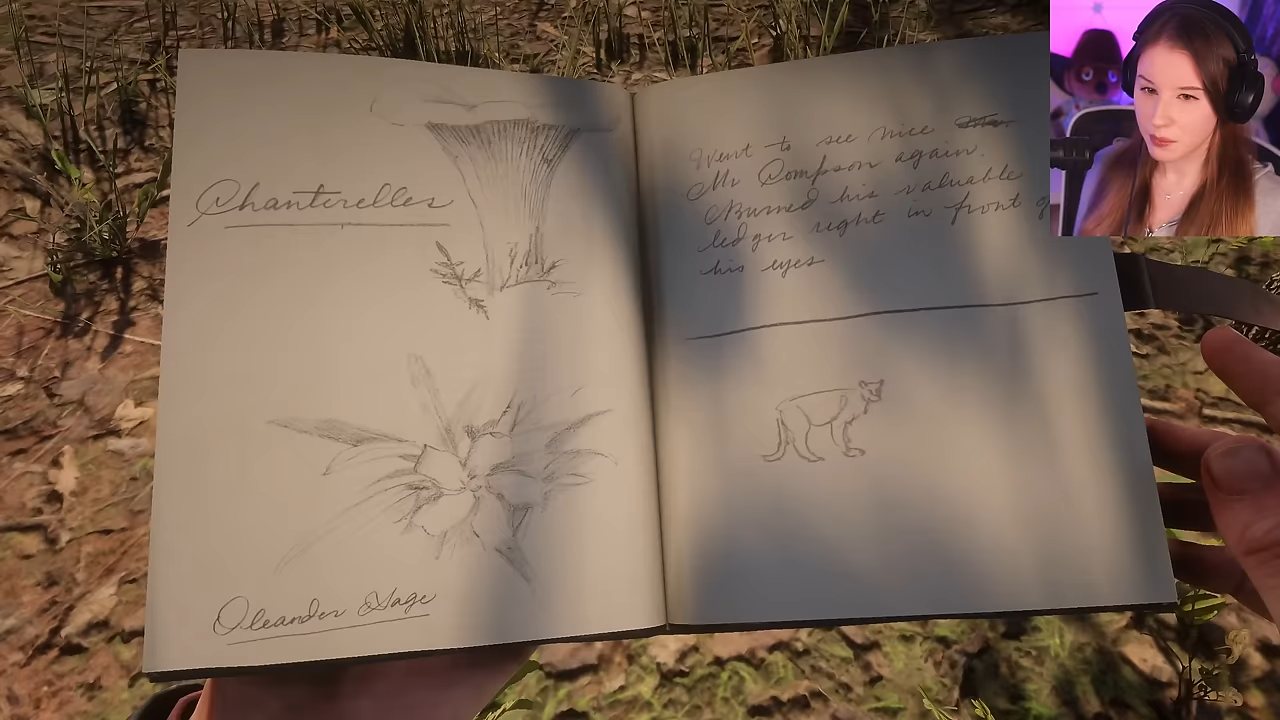 Chanterelles
Oleander Sage
Went to see nice
Mr Compson again.
Burned his valuable
ledger right in front of
his eyes